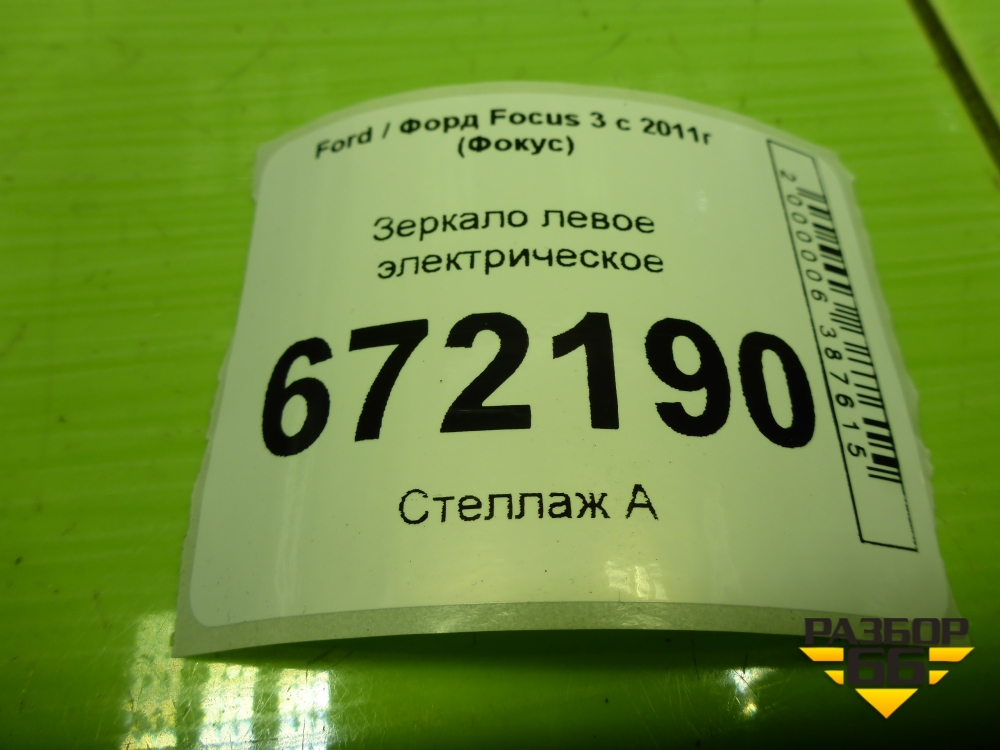 Ford / Форд Focus 3 с 2011г
(Фокус)
Зеркало левое
электрическое
672190
Стеллаж А
2000006387615
РАЗБОР
66